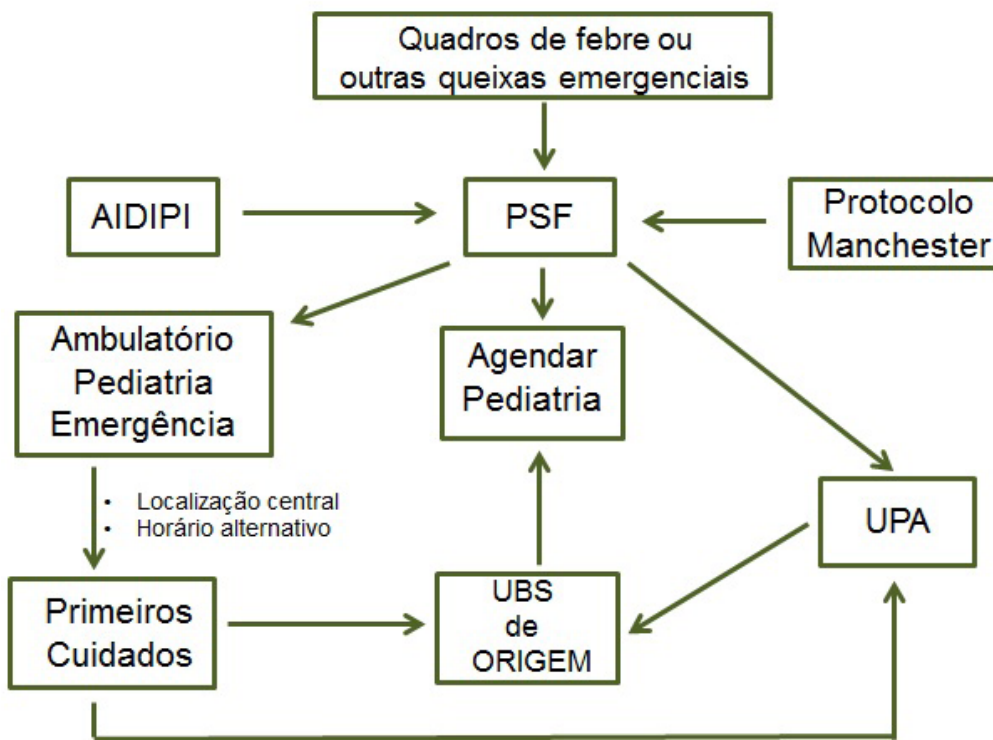 Quadros de febre ou
outras queixas emergenciais
AIDIPI
PSF
Protocolo
Manchester
Ambulatório
Pediatria
Emergência
Agendar
Pediatria
• Localização central
• Horário alternativo
UPA
Primeiros
Cuidados
UBS
de
ORIGEM